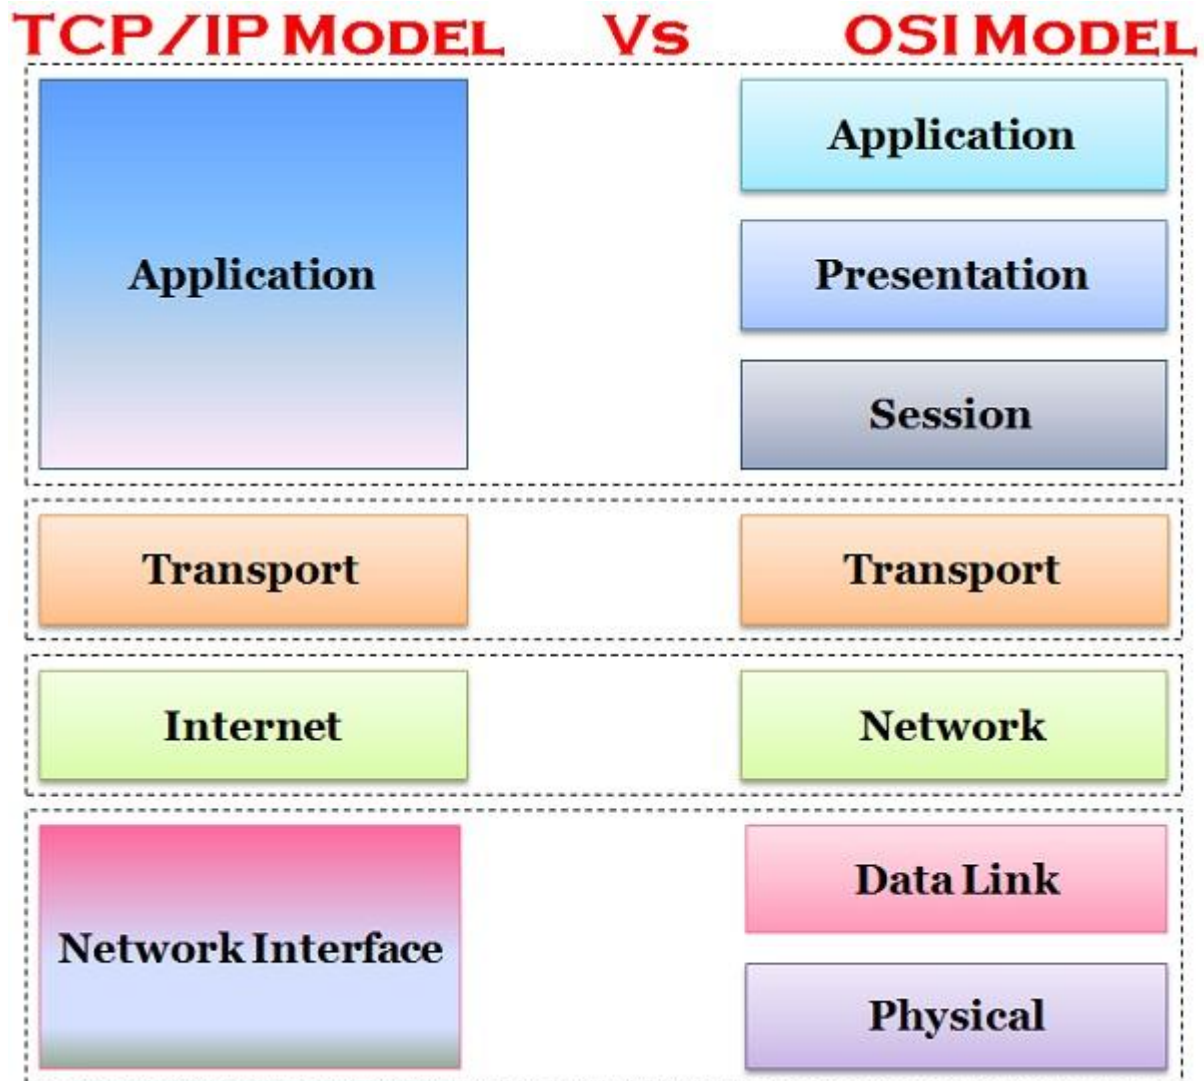 TCP/IP MODEL Vs OSI MODEL
Application
Application
Presentation
Session
Transport
Transport
Internet
Network
Network Interface
Data Link
Physical